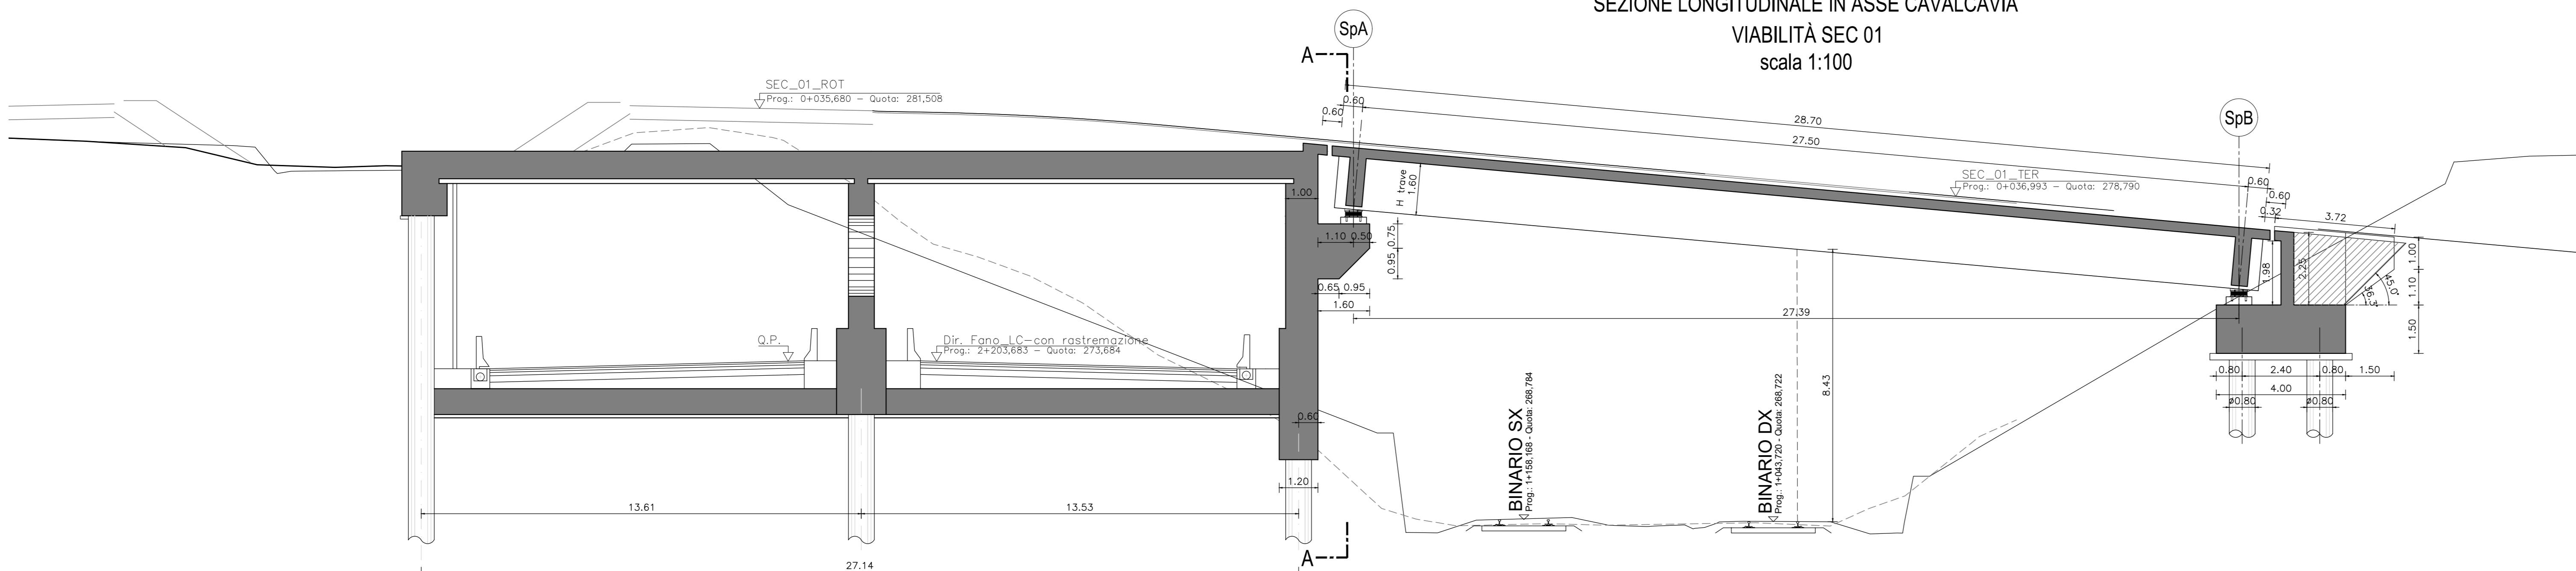 SEZIONE LONGITUDINALE IN ASSE CAVALCAVIA
VIABILITÀ SEC 01
scala 1:100
SpA
A
SpB
SEC_01_ROT
Prog.: 0+035,680 - Quota: 281,508
0.60
0.60
28.70
27.50
SEC_01_TER
Prog.: 0+036,993 - Quota: 278,790
0.60
0.60
0.32
3.72
1.00
H trave
1.60
1.10
0.50
0.75
0.95
0.65
0.95
1.60
27.39
1.98
2.25
36.3°
45.0°
1.00
1.10
1.50
Q.P.
Dir. Fano_LC-con rastremazione
Prog.: 2+203,683 - Quota: 273,684
0.80
2.40
0.80
1.50
4.00
ø0.80
ø0.80
8.43
0.60
BINARIO SX
Prog.: 1+158,168 - Quota: 268,784
BINARIO DX
Prog.: 1+043,720 - Quota: 268,722
1.20
13.61
13.53
A
27.14